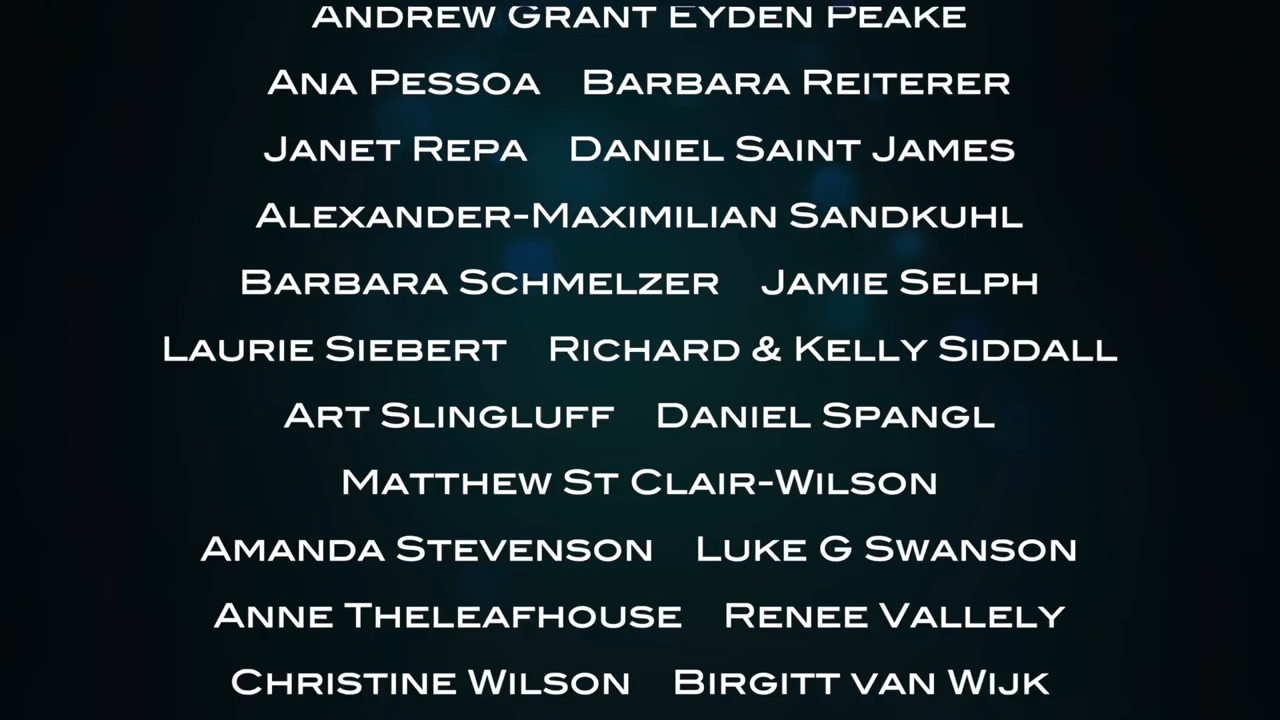 ANDREW GRANT EYDEN PEAKE
ANA PESSOA BARBARA REITERER
JANET REPA DANIEL SAINT JAMES
ALEXANDER-MAXIMILIAN SANDKUHL
BARBARA SCHMELZER JAMIE SELPH
LAURIE SIEBERT RICHARD & KELLY SIDDALL
ART SLINGLUFF DANIEL SPANGL
MATTHEW ST CLAIR-WILSON
AMANDA STEVENSON LUKE G SWANSON
ANNE THELEAFHOUSE RENEE VALLELY
CHRISTINE WILSON BIRGITT VAN WIJK